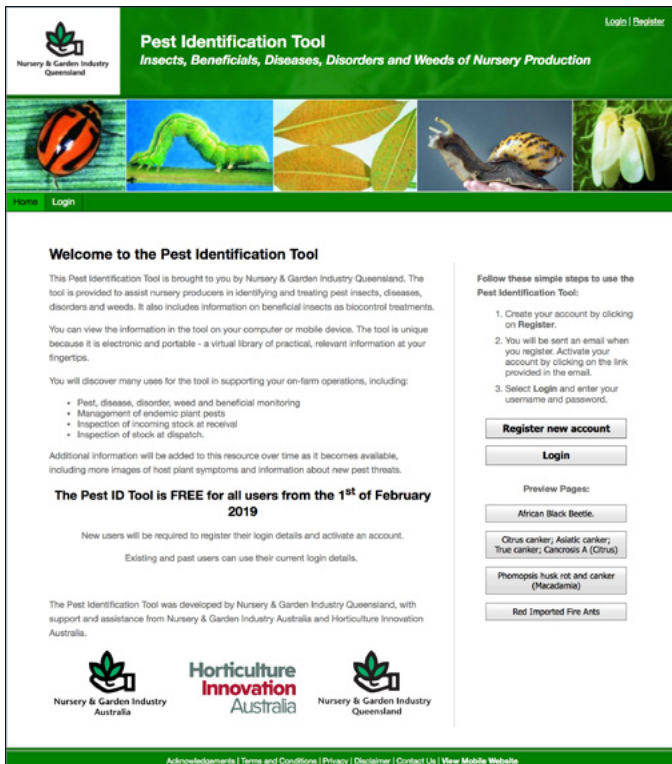 Login | Register
Nursery & Garden Industry
Queensland
Pest Identification Tool
Insects, Beneficials, Diseases, Disorders and Weeds of Nursery Production
Home Login
Welcome to the Pest Identification Tool
This Pest Identification Tool is brought to you by Nursery & Garden Industry Queensland. The
tool is provided to assist nursery producers in identifying and treating pest insects, diseases,
disorders and weeds. It also includes information on beneficial insects as biocontrol treatments.
You can view the information in the tool on your computer or mobile device. The tool is unique
because it is electronic and portable - a virtual library of practical, relevant information at your
fingertips.
You will discover many uses for the tool in supporting your on-farm operations, including:
• Pest, disease, disorder, weed and beneficial monitoring
• Management of endemic plant pests
• Inspection of incoming stock at receival
• Inspection of stock at dispatch.
Additional information will be added to this resource over time as it becomes available,
including more images of host plant symptoms and information about new pest threats.
The Pest ID Tool is FREE for all users from the 1st of February
2019
New users will be required to register their login details and activate an account.
Existing and past users can use their current login details.
The Pest Identification Tool was developed by Nursery & Garden Industry Queensland, with
support and assistance from Nursery & Garden Industry Australia and Horticulture Innovation
Australia.
Nursery & Garden Industry
Australia
Horticulture
Innovation
Australia
Nursery & Garden Industry
Queensland
Follow these simple steps to use the
Pest Identification Tool:
1. Create your account by clicking
on Register.
2. You will be sent an email when
you register. Activate your
account by clicking on the link
provided in the email.
3. Select Login and enter your
username and password.
Register new account
Login
Preview Pages:
African Black Beetle.
Citrus canker; Asiatic canker;
True canker; Cancrosis A (Citrus)
Phomopsis husk rot and canker
(Macadamia)
Red Imported Fire Ants
Acknowledgements | Terms and Conditions | Privacy | Disclaimer | Contact Us | View Mobile Website